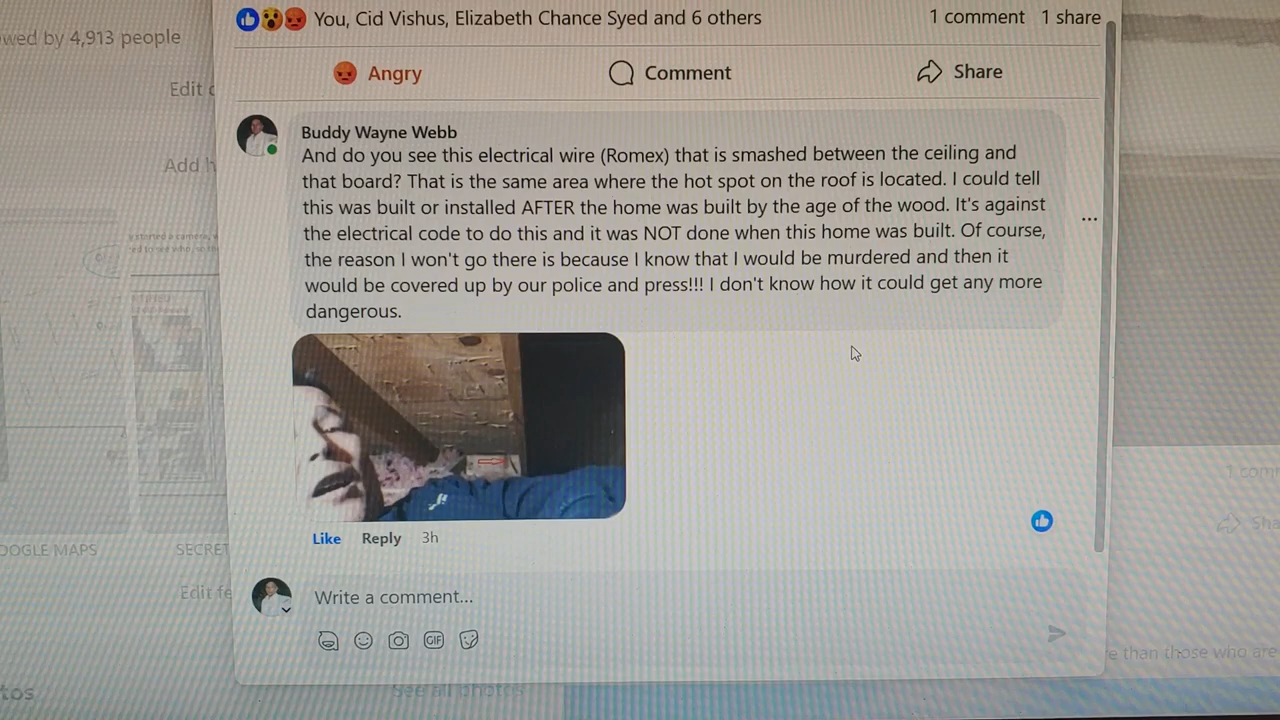 You, Cid Vishus, Elizabeth Chance Syed and 6 others
1 comment 1 share
wed by 4,913 people
Angry
Comment
Share
Edit
Add h
Buddy Wayne Webb
And do you see this electrical wire (Romex) that is smashed between the ceiling and
that board? That is the same area where the hot spot on the roof is located. I could tell
this was built or installed AFTER the home was built by the age of the wood. It's against
the electrical code to do this and it was NOT done when this home was built. Of course,
the reason I won't go there is because I know that I would be murdered and then it
would be covered up by our police and press!!! I don't know how it could get any more
dangerous.
Like Reply 3h
OOGLE MAPS
SECRET
Edit fe
Write a comment...
GIF
1 com
Sha
e than those who are
tos
See all photos